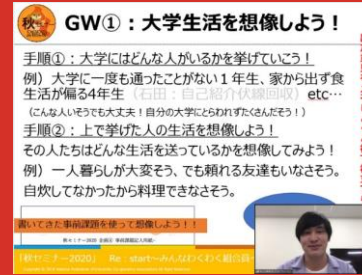 秋
GW①：大学生活を想像しよう！
手順①：大学にはどんな人がいるかを挙げていこう！
例）大学に一度も通ったことがない１年生、家から出ず食
生活が偏る4年生（石田：自己紹介伏線回収）etc…
（こんな人いそうでも大丈夫！自分の大学にとらわれずたくさんだそう！）
手順②：上で挙げた人の生活を想像しよう！
その人たちはどんな生活を送っているかを想像してみよう！
例）一人暮らしが大変そう、でも頼れる友達もいなさそう。
自炊してなかったから料理できなさそう。
書いてきた事前課題を使って想像しよう！！
「秋セミナー2020 Re：start～みんなわくわく組合員～